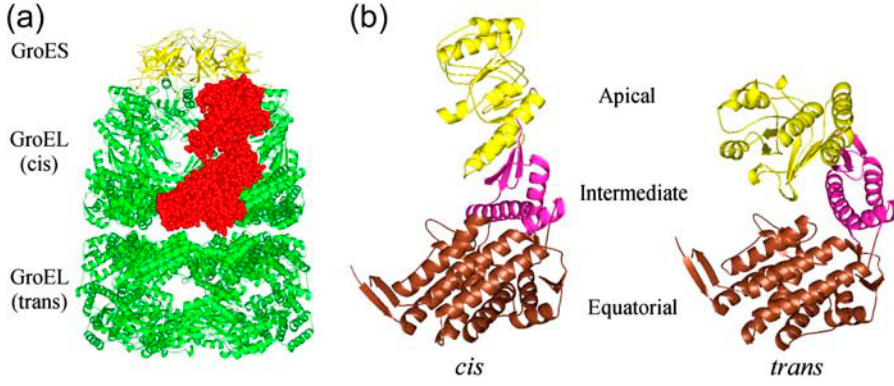 (a)
GroES
GroEL
(cis)
GroEL
(trans)
(b)
Apical
Intermediate
Equatorial
cis
trans